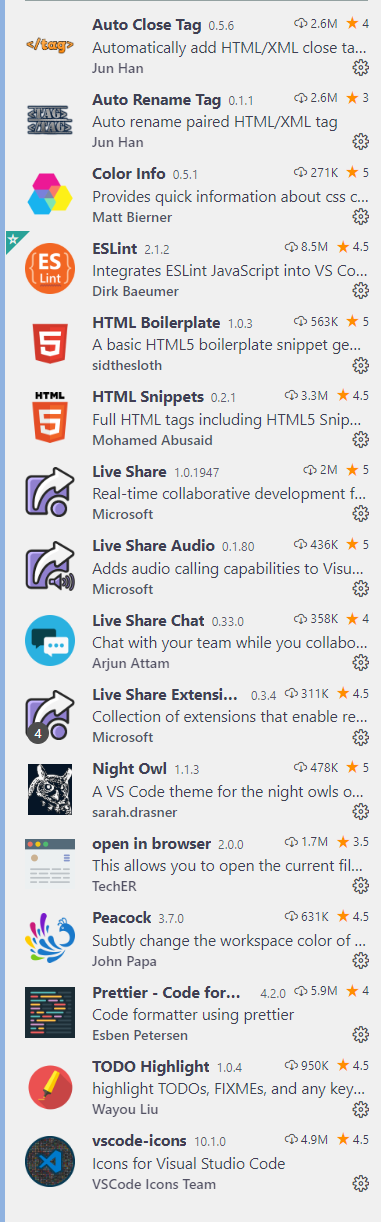 Auto Close Tag 0.5.6 2.6M ★ 4
Automatically add HTML/XML close ta...
Jun Han
Auto Rename Tag 0.1.1 2.6M ★ 3
Auto rename paired HTML/XML tag
Jun Han
Color Info 0.5.1 271K ★ 5
Provides quick information about css c...
Matt Bierner
ESLint 2.1.2 8.5M ★ 4.5
Integrates ESLint JavaScript into VS Co...
Dirk Baeumer
HTML Boilerplate 1.0.3 563K ★ 5
A basic HTML5 boilerplate snippet ge...
sidthesloth
HTML Snippets 0.2.1 3.3M ★ 4.5
Full HTML tags including HTML5 Snip...
Mohamed Abusaid
Live Share 1.0.1947 2M ★ 5
Real-time collaborative development f...
Microsoft
Live Share Audio 0.1.80 436K ★ 5
Adds audio calling capabilities to Visu...
Microsoft
Live Share Chat 0.33.0 358K ★ 4
Chat with your team while you collabo...
Arjun Attam
Live Share Extensi... 0.3.4 311K ★ 4.5
Collection of extensions that enable re...
4 Microsoft
Night Owl 1.1.3 478K ★ 5
A VS Code theme for the night owls o...
sarah.drasner
open in browser 2.0.0 1.7M ★ 3.5
This allows you to open the current fil...
TechER
Peacock 3.7.0 631K ★ 4.5
Subtly change the workspace color of ...
John Papa
Prettier - Code for... 4.2.0 5.9M ★ 4
Code formatter using prettier
Esben Petersen
TODO Highlight 1.0.4 950K ★ 4.5
highlight TODOs, FIXMEs, and any key...
Wayou Liu
vscode-icons 10.1.0 4.9M ★ 4.5
Icons for Visual Studio Code
VSCode Icons Team